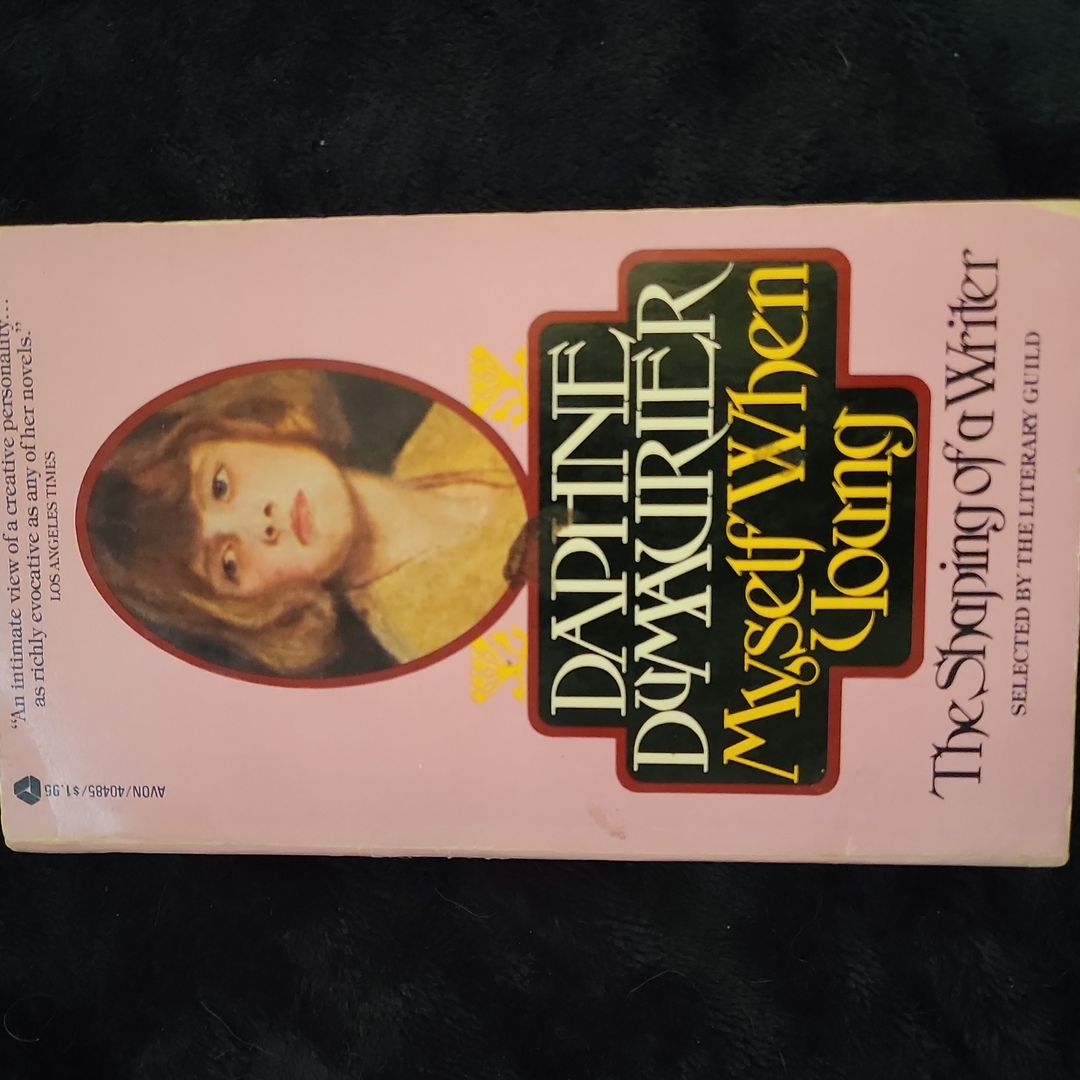 AVON/40485/$1.95
“An intimate view of a creative personality...
as richly evocative as any of her novels.”
LOS ANGELES TIMES
DAPHNE
DU MAURIER
Myself When
Young
The Shaping of a Writer
SELECTED BY THE LITERARY GUILD